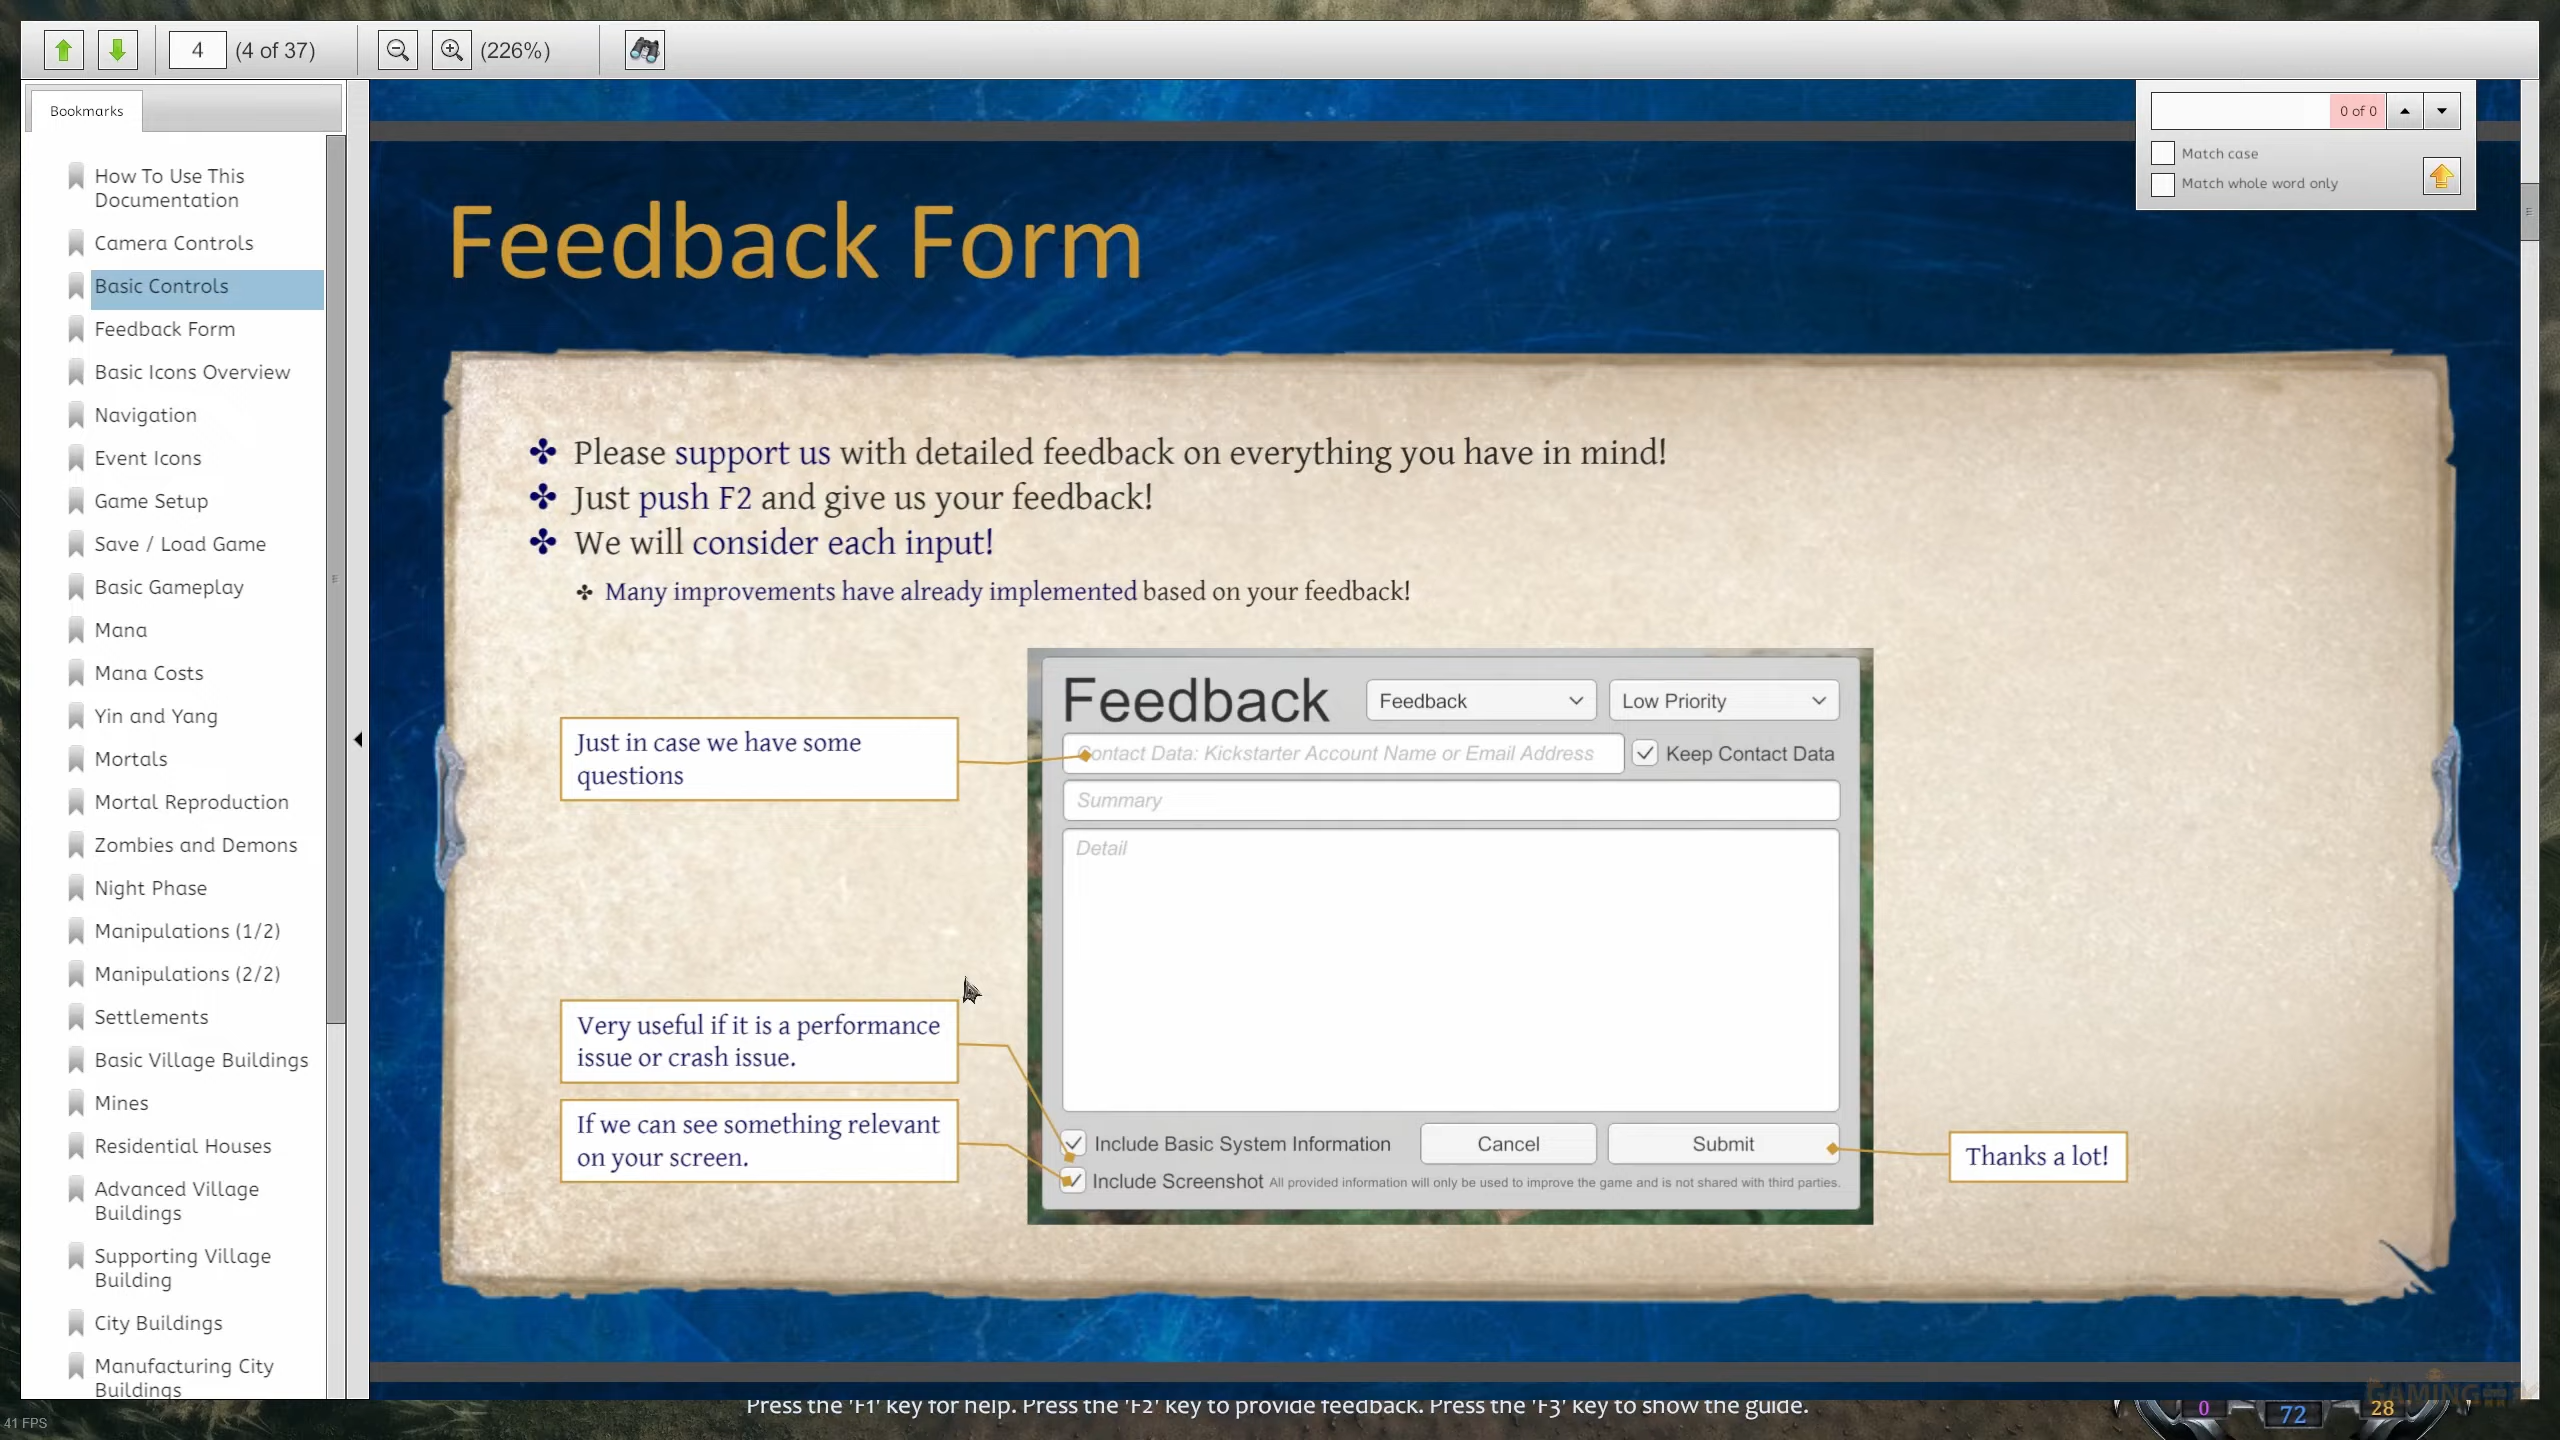 4 (4 of 37) (226%)
Bookmarks
How To Use This
Documentation
Camera Controls
Basic Controls
Feedback Form
Basic Icons Overview
Navigation
Event Icons
Game Setup
Save / Load Game
Basic Gameplay
Mana
Mana Costs
Yin and Yang
Mortals
Mortal Reproduction
Zombies and Demons
Night Phase
Manipulations (1/2)
Manipulations (2/2)
Settlements
Basic Village Buildings
Mines
Residential Houses
Advanced Village
Buildings
Supporting Village
Building
City Buildings
Manufacturing City
Buildings
0 of 0
Match case
Match whole word only
Feedback Form
Please support us with detailed feedback on everything you have in mind!
Just push F2 and give us your feedback!
We will consider each input!
Many improvements have already implemented based on your feedback!
Just in case we have some
questions
Very useful if it is a performance
issue or crash issue.
If we can see something relevant
on your screen.
Feedback Feedback Low Priority
Contact Data: Kickstarter Account Name or Email Address Keep Contact Data
Summary
Detail
Include Basic System Information Cancel Submit
Include Screenshot All provided information will only be used to improve the game and is not shared with third parties.
Thanks a lot!
Press the 'F1' key for help. Press the 'F2' key to provide feedback. Press the 'F3' key to show the guide.
41 FPS
0 72 28
GAMING